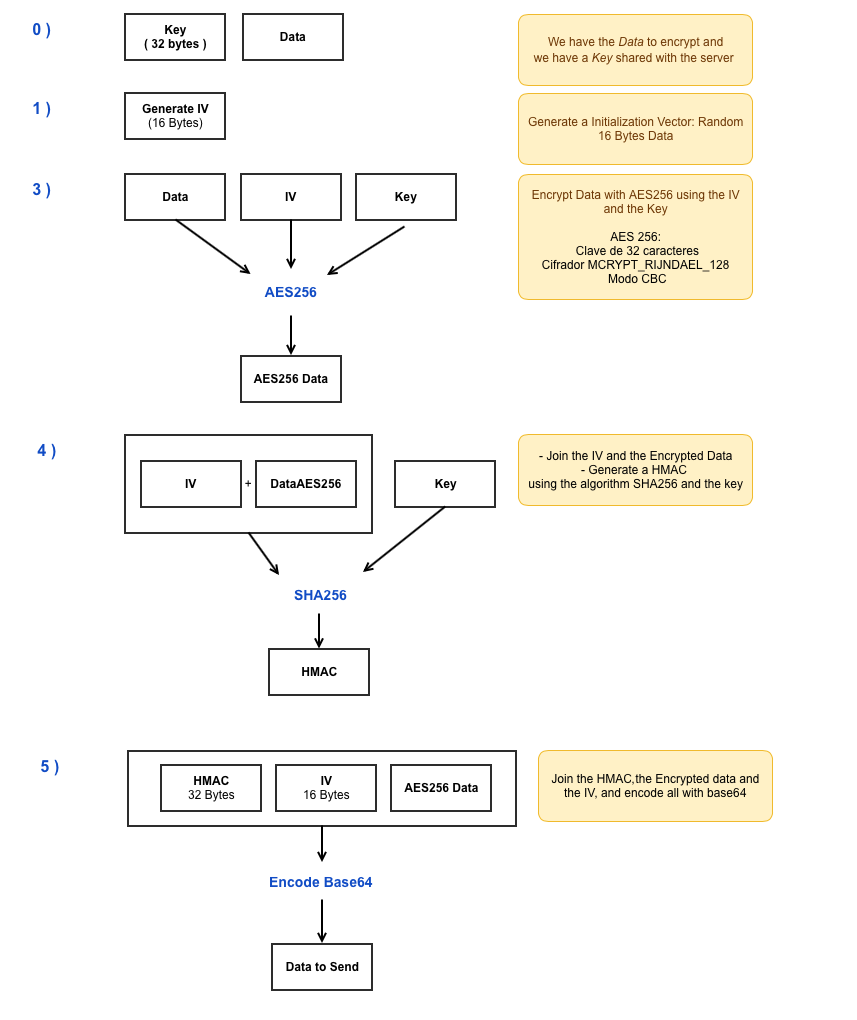 0 )
Key
( 32 bytes )
Data
We have the Data to encrypt and
we have a Key shared with the server
1 )
Generate IV
(16 Bytes)
Generate a Initialization Vector: Random
16 Bytes Data
3 )
Data
IV
Key
Encrypt Data with AES256 using the IV
and the Key
AES 256:
Clave de 32 caracteres
Cifrador MCRYPT_RIJNDAEL_128
Modo CBC
AES256
AES256 Data
4 )
IV
+
DataAES256
Key
- Join the IV and the Encrypted Data
- Generate a HMAC
using the algorithm SHA256 and the key
SHA256
HMAC
5 )
HMAC
32 Bytes
IV
16 Bytes
AES256 Data
Join the HMAC,the Encrypted data and
the IV, and encode all with base64
Encode Base64
Data to Send